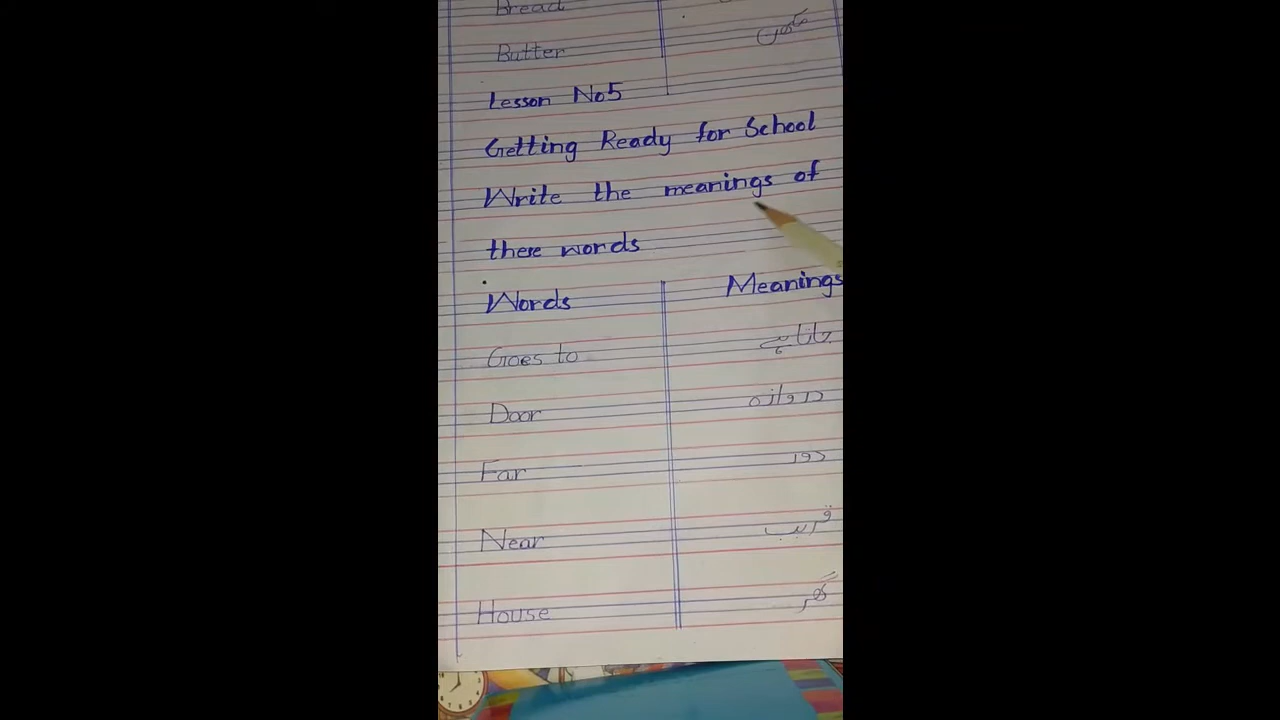 Bread
Butter مکھن
Lesson No5
Getting Ready for School
Write the meanings of
these words
Words Meanings
Goes to جاتا ہے
Door دروازہ
Far دور
Near قریب
House گھر